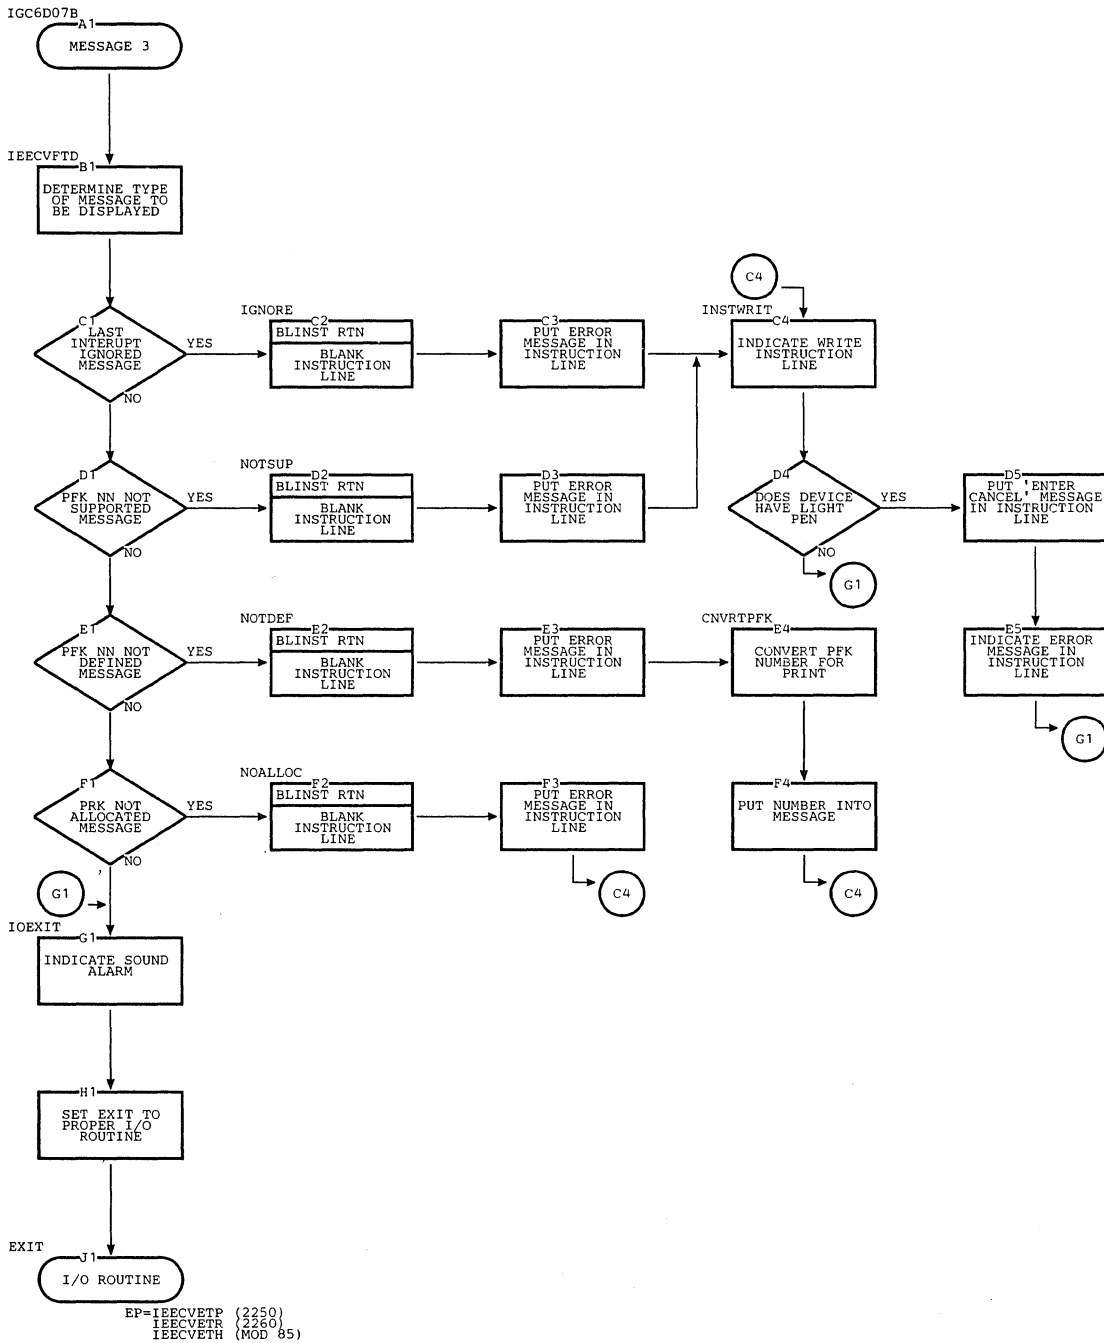 IGC6D07B
A1
MESSAGE 3
IEECVFTD
B1
DETERMINE TYPE
OF MESSAGE TO
BE DISPLAYED
C4
C1
LAST
INTERUPT
IGNORED
MESSAGE
YES
NO
IGNORE
C2
BLINST RTN
BLANK
INSTRUCTION
LINE
C3
PUT ERROR
MESSAGE IN
INSTRUCTION
LINE
INSTWRIT
C4
INDICATE WRITE
INSTRUCTION
LINE
D1
PFK NN NOT
SUPPORTED
MESSAGE
YES
NO
NOTSUP
D2
BLINST RTN
BLANK
INSTRUCTION
LINE
D3
PUT ERROR
MESSAGE IN
INSTRUCTION
LINE
D4
DOES DEVICE
HAVE LIGHT
PEN
YES
NO
G1
D5
PUT 'ENTER
CANCEL' MESSAGE
IN INSTRUCTION
LINE
E1
PFK NN NOT
DEFINED
MESSAGE
YES
NO
NOTDEF
E2
BLINST RTN
BLANK
INSTRUCTION
LINE
E3
PUT ERROR
MESSAGE IN
INSTRUCTION
LINE
CNVRTPFK
E4
CONVERT PFK
NUMBER FOR
PRINT
E5
INDICATE ERROR
MESSAGE IN
INSTRUCTION
LINE
G1
F1
PRK NOT
ALLOCATED
MESSAGE
YES
NO
NOALLOC
F2
BLINST RTN
BLANK
INSTRUCTION
LINE
F3
PUT ERROR
MESSAGE IN
INSTRUCTION
LINE
C4
F4
PUT NUMBER INTO
MESSAGE
C4
G1
IOEXIT
G1
INDICATE SOUND
ALARM
H1
SET EXIT TO
PROPER I/O
ROUTINE
EXIT
J1
I/O ROUTINE
EP=IEECVETP (2250)
IEECVETR (2260)
IEECVETH (MOD 85)